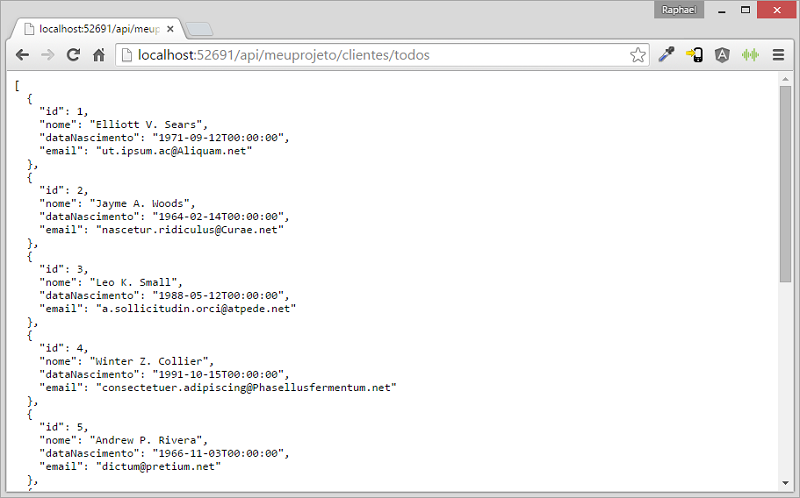 Raphael
localhost:52691/api/meup
localhost:52691/api/meuprojeto/clientes/todos
[
{
"id": 1,
"nome": "Elliott V. Sears",
"dataNascimento": "1971-09-12T00:00:00",
"email": "ut.ipsum.ac@Aliquam.net"
},
{
"id": 2,
"nome": "Jayme A. Woods",
"dataNascimento": "1964-02-14T00:00:00",
"email": "nascetur.ridiculus@Curae.net"
},
{
"id": 3,
"nome": "Leo K. Small",
"dataNascimento": "1988-05-12T00:00:00",
"email": "a.sollicitudin.orci@atpede.net"
},
{
"id": 4,
"nome": "Winter Z. Collier",
"dataNascimento": "1991-10-15T00:00:00",
"email": "consectetuer.adipiscing@Phasellusfermentum.net"
},
{
"id": 5,
"nome": "Andrew P. Rivera",
"dataNascimento": "1966-11-03T00:00:00",
"email": "dictum@pretium.net"
},